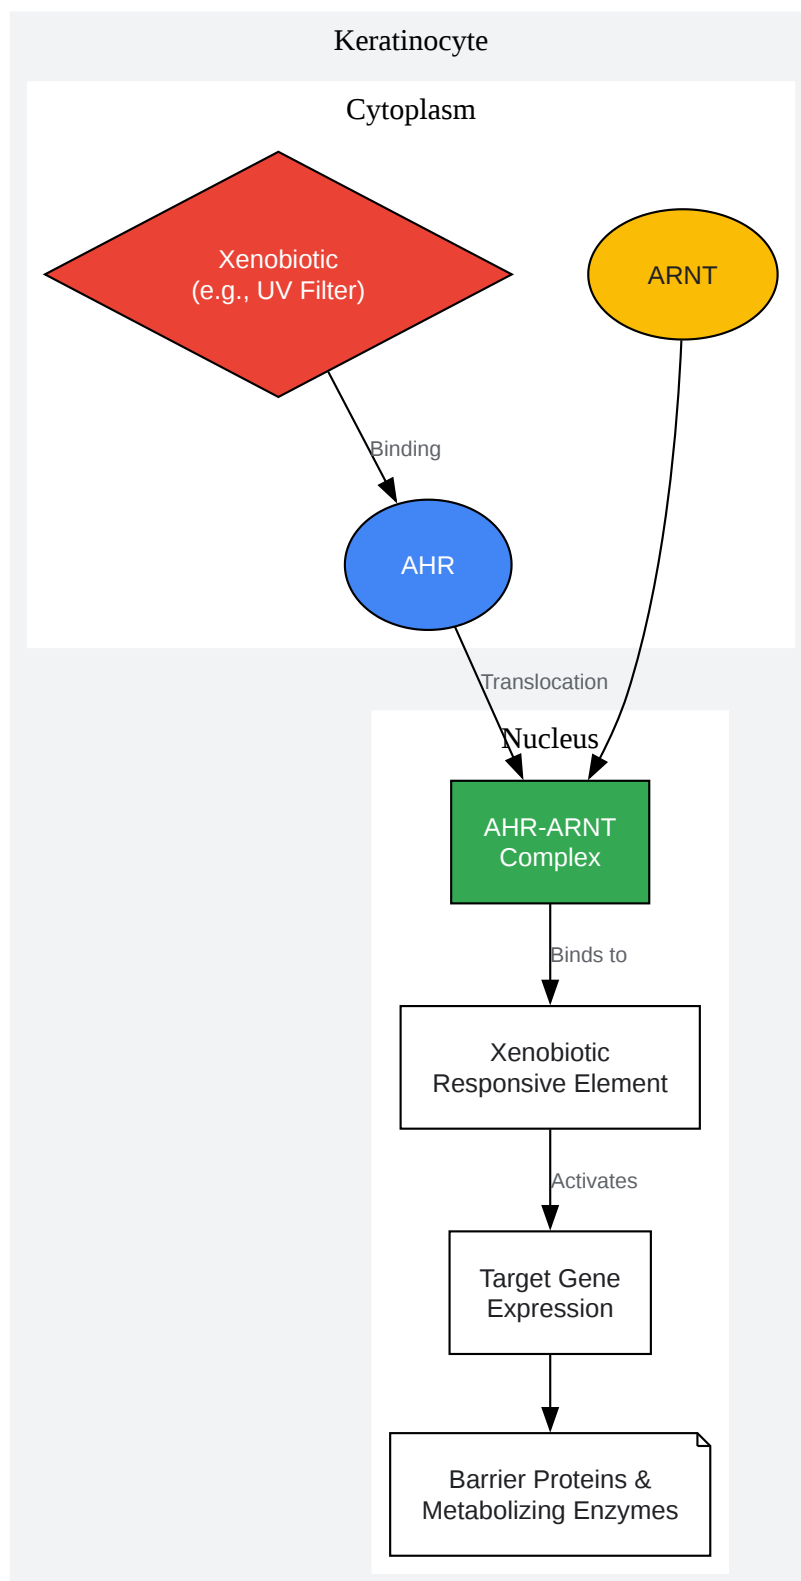 Keratinocyte
Cytoplasm
Xenobiotic
(e.g., UV Filter)
ARNT
Binding
AHR
Translocation
Nucleus
AHR-ARNT
Complex
Binds to
Xenobiotic
Responsive Element
Activates
Target Gene
Expression
Barrier Proteins &
Metabolizing Enzymes